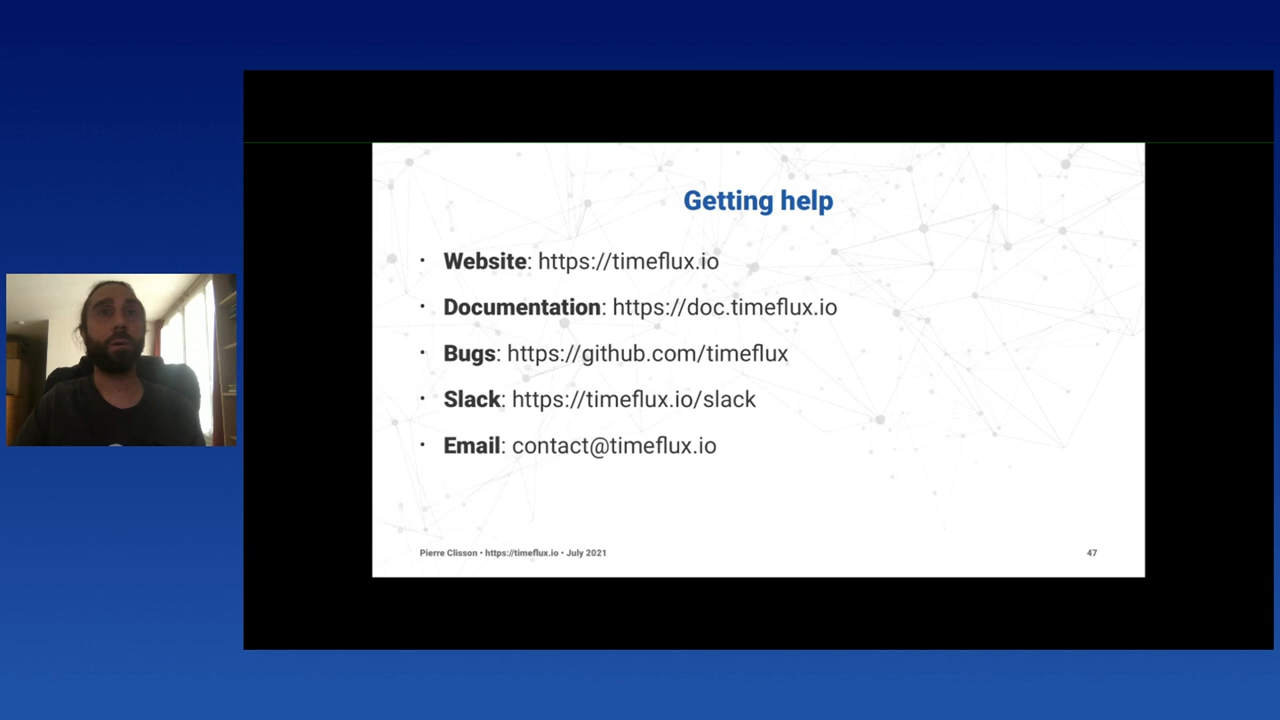 Getting help
• Website: https://timeflux.io
• Documentation: https://doc.timeflux.io
• Bugs: https://github.com/timeflux
• Slack: https://timeflux.io/slack
• Email: contact@timeflux.io
Pierre Clisson • https://timeflux.io • July 2021
47